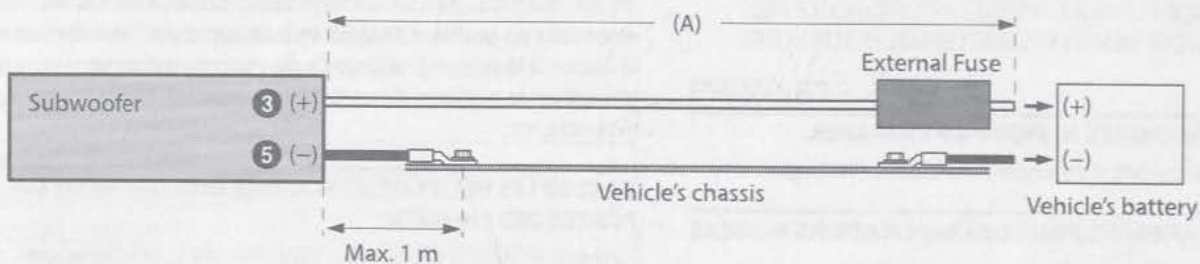 (A)
External Fuse
Subwoofer
3 (+)
(+)
5 (−)
(−)
Vehicle's chassis
Vehicle's battery
Max. 1 m